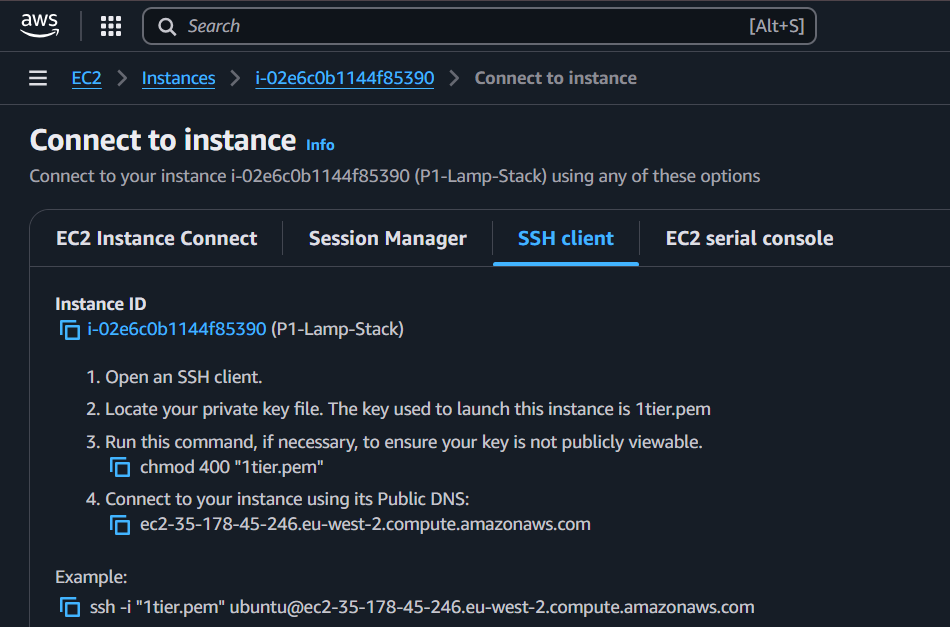 aws
Search [Alt+S]
EC2 Instances i-02e6c0b1144f85390 Connect to instance
Connect to instance Info
Connect to your instance i-02e6c0b1144f85390 (P1-Lamp-Stack) using any of these options
EC2 Instance Connect Session Manager SSH client EC2 serial console
Instance ID
i-02e6c0b1144f85390 (P1-Lamp-Stack)
1. Open an SSH client.
2. Locate your private key file. The key used to launch this instance is 1tier.pem
3. Run this command, if necessary, to ensure your key is not publicly viewable.
chmod 400 "1tier.pem"
4. Connect to your instance using its Public DNS:
ec2-35-178-45-246.eu-west-2.compute.amazonaws.com
Example:
ssh -i "1tier.pem" ubuntu@ec2-35-178-45-246.eu-west-2.compute.amazonaws.com